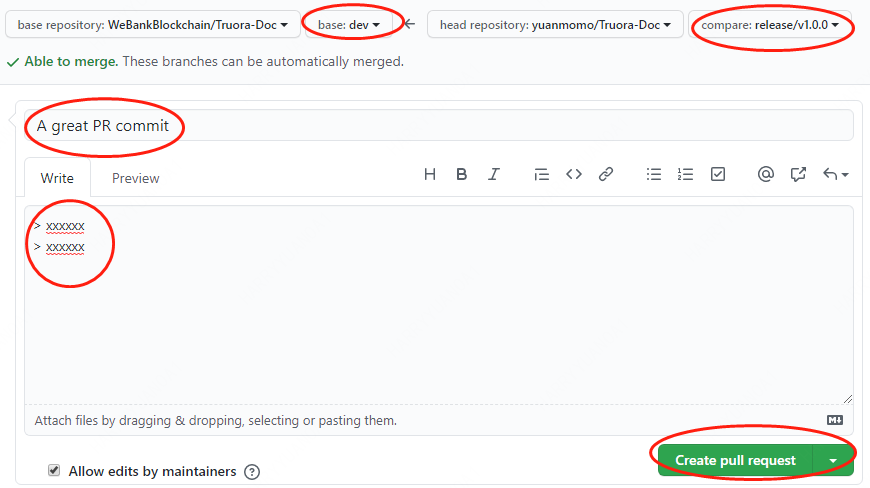 base repository: WeBankBlockchain/Truora-Doc base: dev head repository: yuanmomo/Truora-Doc compare: release/v1.0.0
Able to merge. These branches can be automatically merged.
A great PR commit
Write Preview H B I
> xxxxxx
> xxxxxx
Attach files by dragging & dropping, selecting or pasting them.
Allow edits by maintainers
Create pull request